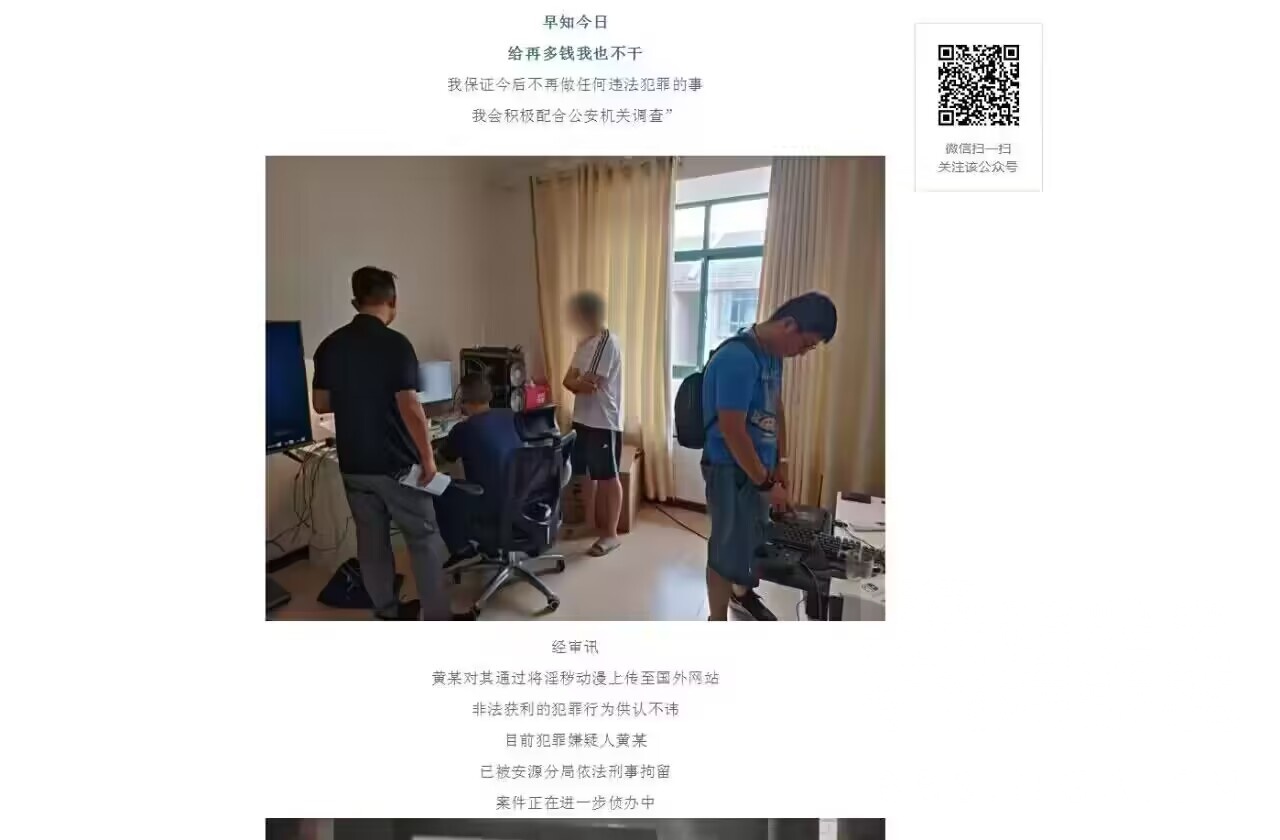 早知今日
给再多钱我也不干
我保证今后不再做任何违法犯罪的事
我会积极配合公安机关调查”
微信扫一扫
关注该公众号
经审讯
黄某对其通过将淫秽动漫上传至国外网站
非法获利的犯罪行为供认不讳
目前犯罪嫌疑人黄某
已被安源分局依法刑事拘留
案件正在进一步侦办中